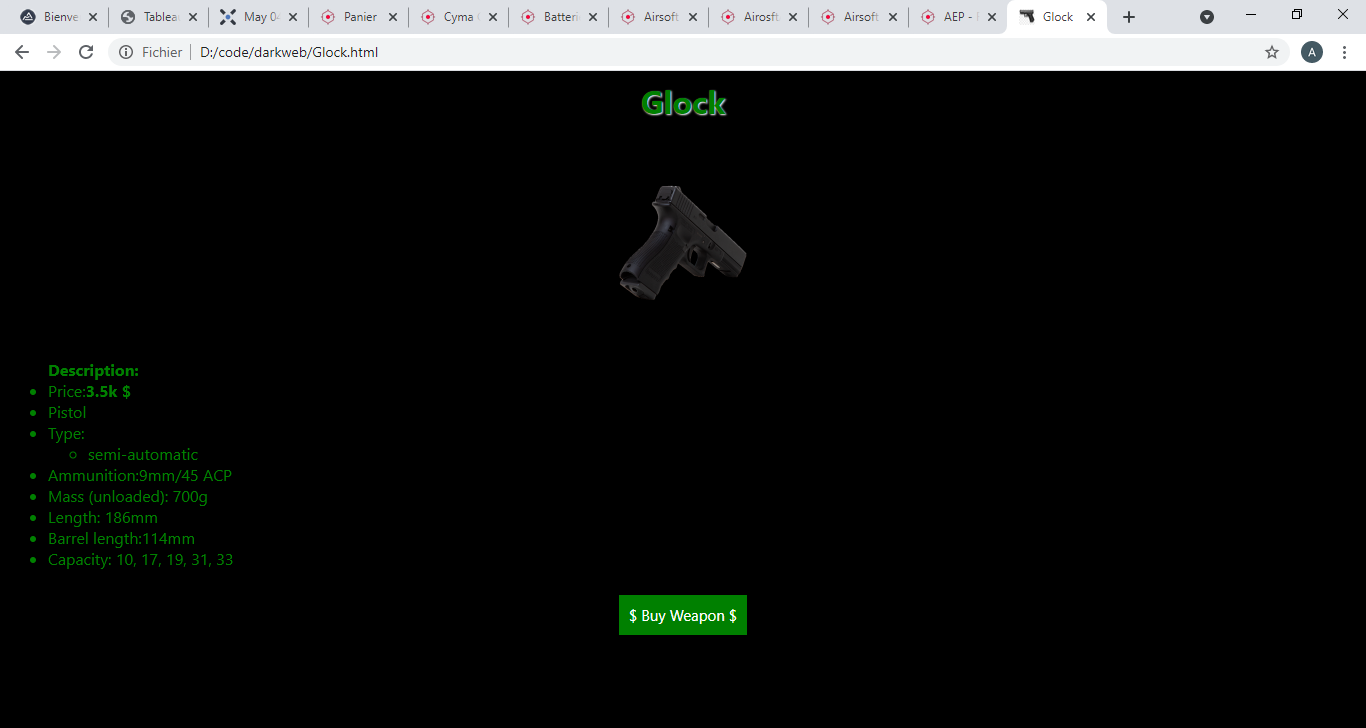 Bienve
Tableau
May 0
Panier
Cyma
Batteri
Airsoft
Airosft
Airsoft
AEP -
Glock
Fichier
D:/code/darkweb/Glock.html
A
Glock
Description:
Price:3.5k $
Pistol
Type:
semi-automatic
Ammunition:9mm/45 ACP
Mass (unloaded): 700g
Length: 186mm
Barrel length:114mm
Capacity: 10, 17, 19, 31, 33
$ Buy Weapon $